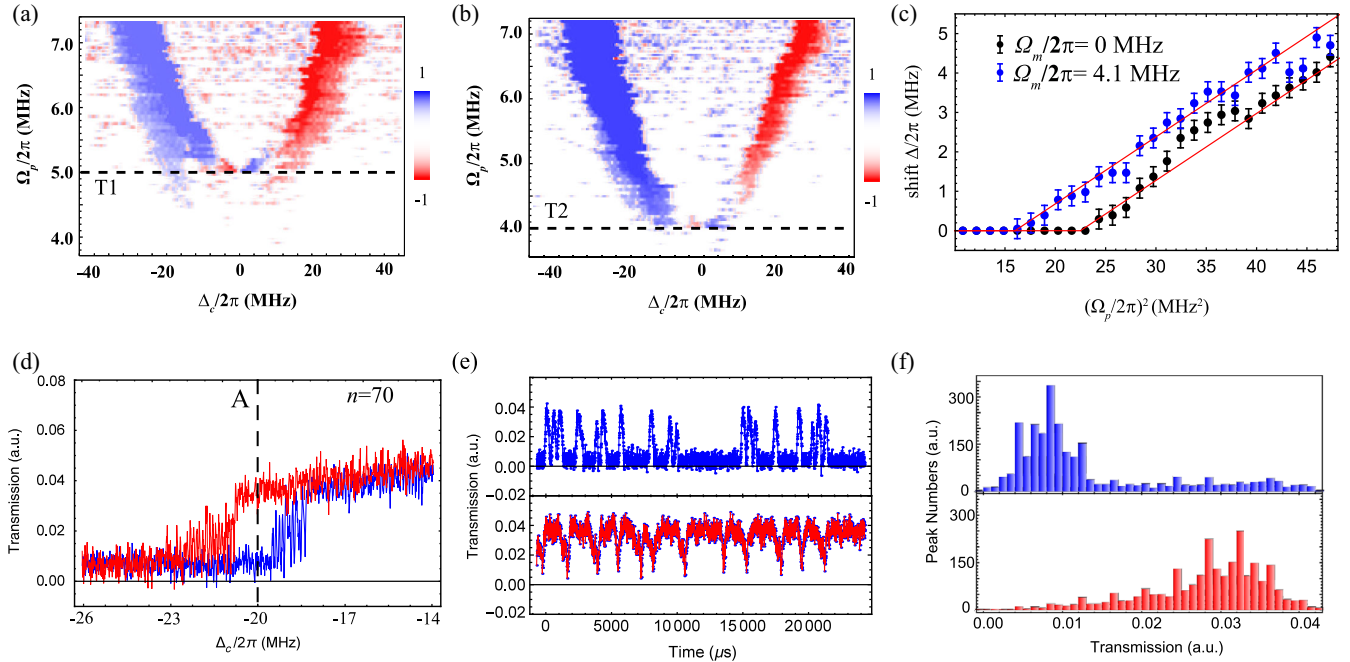 (a)
7.0
6.0
5.0
4.0
Ωp/2π (MHz)
T1
-40
-20
0
20
40
Δc/2π (MHz)
1
-1
(b)
7.0
6.0
5.0
4.0
Ωp/2π (MHz)
T2
-40
-20
0
20
40
Δc/2π (MHz)
1
-1
(c)
Ωm/2π= 0 MHz
Ωm/2π= 4.1 MHz
5
4
3
2
1
0
shift Δ/2π (MHz)
15
20
25
30
35
40
45
(Ωp/2π)² (MHz²)
(d)
0.08
0.06
0.04
0.02
0.00
Transmission (a.u.)
A
n=70
-26
-23
-20
-17
-14
Δc/2π (MHz)
(e)
0.04
0.02
0.00
−0.02
0.04
0.02
0.00
−0.02
Transmission (a.u.)
0
5000
10000
15000
20000
Time (μs)
(f)
300
150
0
300
150
0
Peak Numbers (a.u.)
0.00
0.01
0.02
0.03
0.04
Transmission (a.u.)